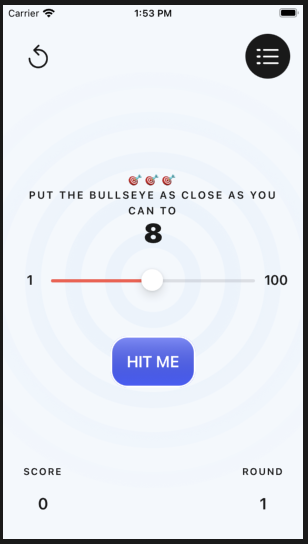 Carrier 1:53 PM
🎯🎯🎯
PUT THE BULLSEYE AS CLOSE AS YOU
CAN TO
8
1 100
HIT ME
SCORE ROUND
0 1